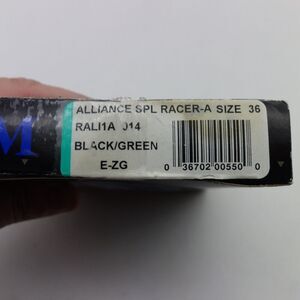 ALLIANCE SPL RACER-A SIZE 36
RALI1A 014
BLACK/GREEN
E-ZG
0 36702 00550 0
M